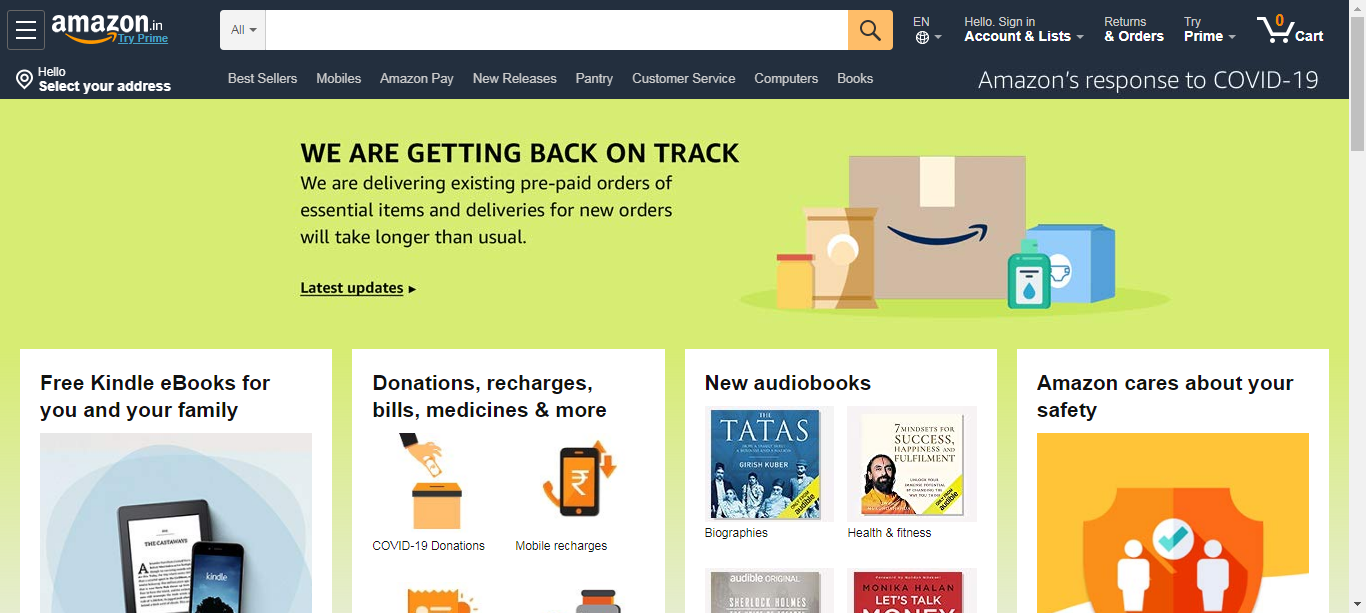 amazon.in
Try Prime
All
EN
Hello. Sign in
Account & Lists
Returns
& Orders
Try
Prime
0
Cart
Hello
Select your address
Best Sellers
Mobiles
Amazon Pay
New Releases
Pantry
Customer Service
Computers
Books
Amazon's response to COVID-19
WE ARE GETTING BACK ON TRACK
We are delivering existing pre-paid orders of
essential items and deliveries for new orders
will take longer than usual.
Latest updates ▸
Free Kindle eBooks for
you and your family
THE CASTAWAYS
kindle
Donations, recharges,
bills, medicines & more
₹
COVID-19 Donations
Mobile recharges
New audiobooks
THE
TATAS
GIRISH KUBER
ONLY FROM
audible
Biographies
7 MINDSETS FOR
SUCCESS,
HAPPINESS AND
FULFILMENT
ONLY FROM
audible
Health & fitness
audible ORIGINAL
SHERLOCK HOLMES
MONIKA HALAN
LET'S TALK
MONEY
Amazon cares about your
safety